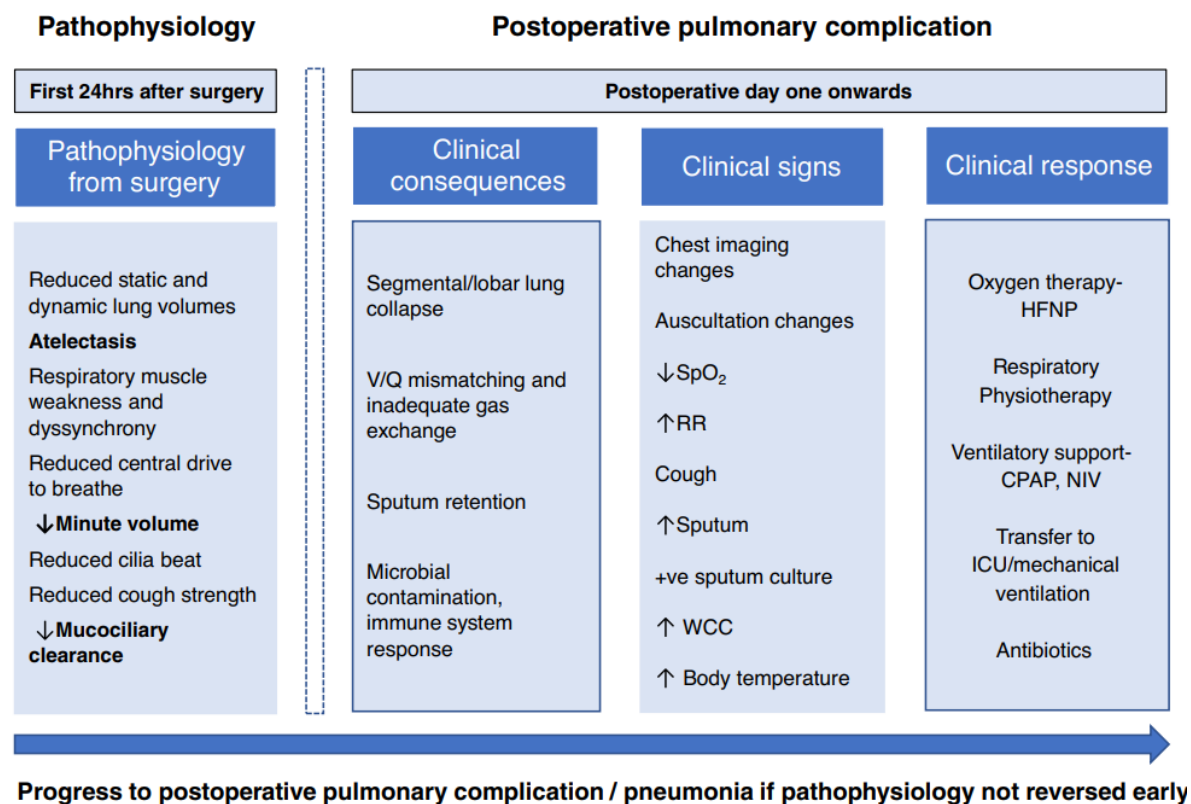 Pathophysiology
Postoperative pulmonary complication
First 24hrs after surgery
Postoperative day one onwards
Pathophysiology
from surgery
Reduced static and
dynamic lung volumes
Atelectasis
Respiratory muscle
weakness and
dyssynchrony
Reduced central drive
to breathe
↓Minute volume
Reduced cilia beat
Reduced cough strength
↓Mucociliary
clearance
Clinical
consequences
Segmental/lobar lung
collapse
V/Q mismatching and
inadequate gas
exchange
Sputum retention
Microbial
contamination,
immune system
response
Clinical signs
Chest imaging
changes
Auscultation changes
↓SpO₂
↑RR
Cough
↑Sputum
+ve sputum culture
↑ WCC
↑ Body temperature
Clinical response
Oxygen therapy-
HFNP
Respiratory
Physiotherapy
Ventilatory support-
CPAP, NIV
Transfer to
ICU/mechanical
ventilation
Antibiotics
Progress to postoperative pulmonary complication / pneumonia if pathophysiology not reversed early